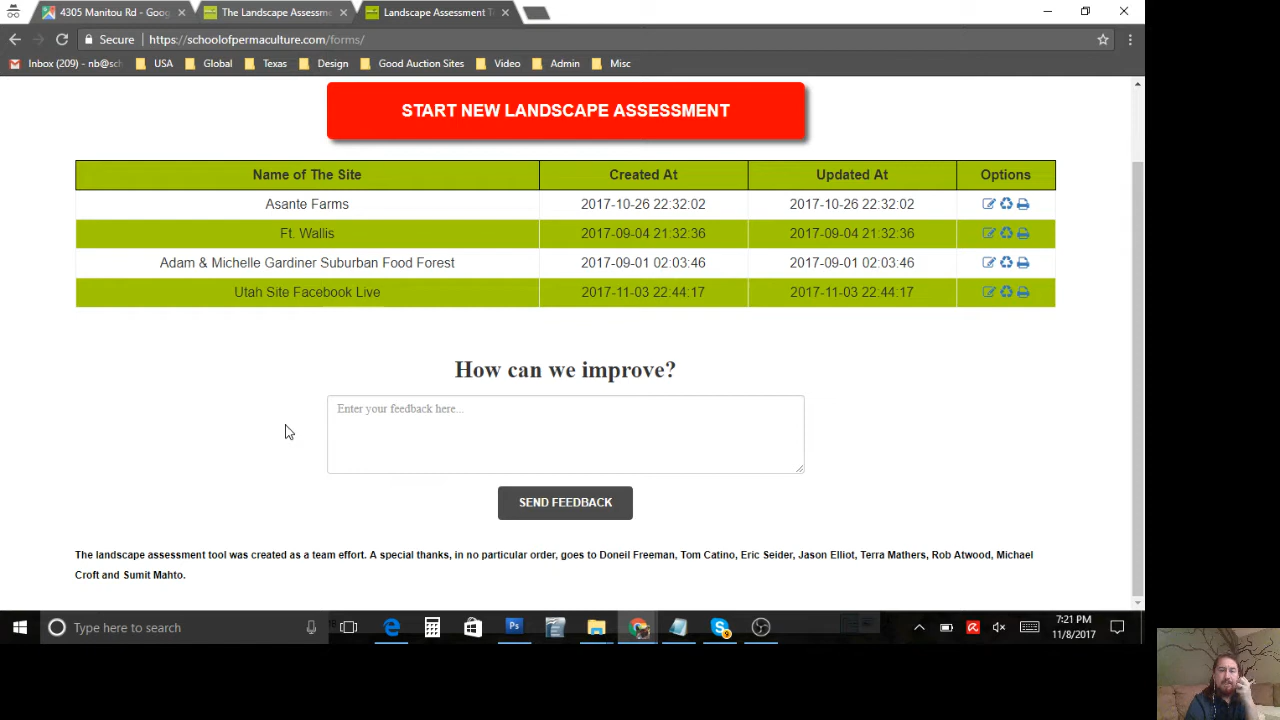 4305 Manitou Rd - Goog
The Landscape Assessme
Landscape Assessment T
Secure https://schoolofpermaculture.com/forms/
Inbox (209) - nb@sch USA Global Texas Design Good Auction Sites Video Admin Misc
START NEW LANDSCAPE ASSESSMENT
Name of The Site Created At Updated At Options
Asante Farms 2017-10-26 22:32:02 2017-10-26 22:32:02
Ft. Wallis 2017-09-04 21:32:36 2017-09-04 21:32:36
Adam & Michelle Gardiner Suburban Food Forest 2017-09-01 02:03:46 2017-09-01 02:03:46
Utah Site Facebook Live 2017-11-03 22:44:17 2017-11-03 22:44:17
How can we improve?
Enter your feedback here...
SEND FEEDBACK
The landscape assessment tool was created as a team effort. A special thanks, in no particular order, goes to Doneil Freeman, Tom Catino, Eric Seider, Jason Elliot, Terra Mathers, Rob Atwood, Michael
Croft and Sumit Mahto.
Type here to search
Ps
7:21 PM
11/8/2017